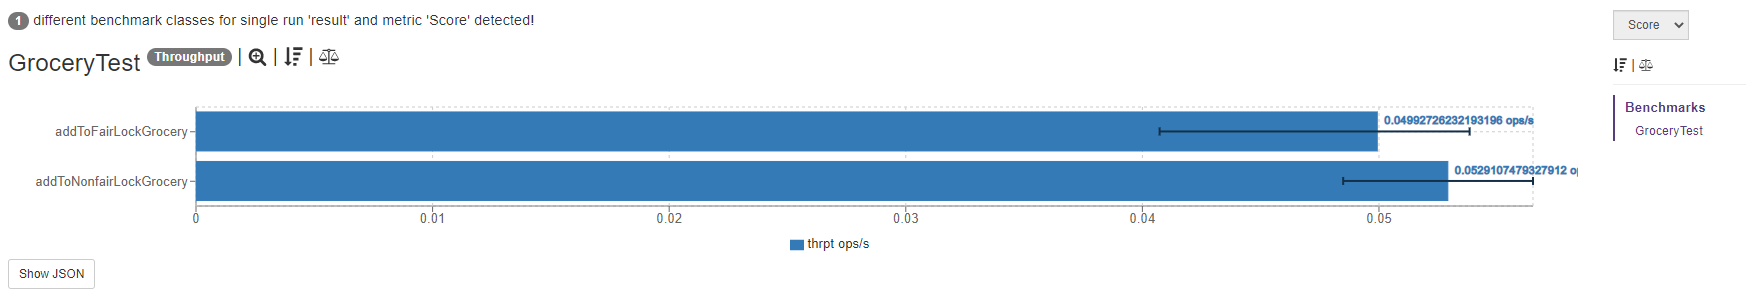 1 different benchmark classes for single run 'result' and metric 'Score' detected!
Score
GroceryTest Throughput | | |
|
Benchmarks
GroceryTest
addToFairLockGrocery 0.04992726232193196 ops/s
addToNonfairLockGrocery 0.0529107479327912 op
0 0.01 0.02 0.03 0.04 0.05
thrpt ops/s
Show JSON